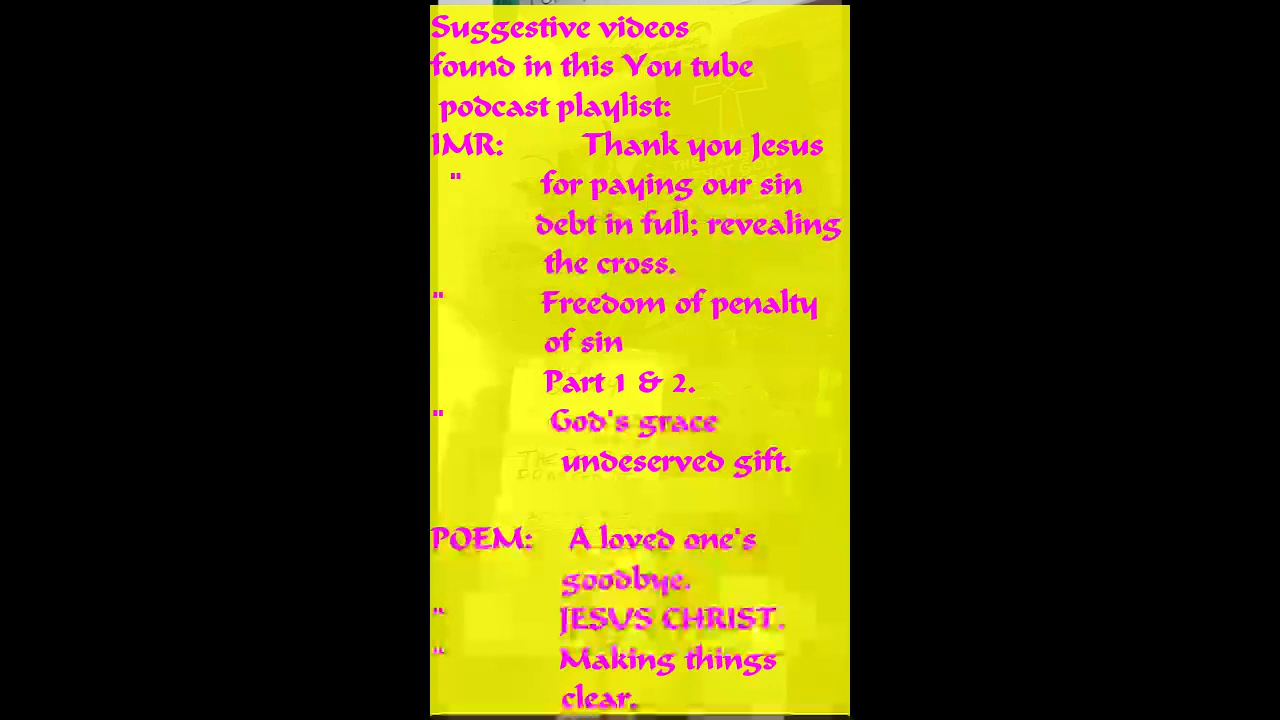 Suggestive videos
found in this You tube
podcast playlist:
IMR: Thank you Jesus
" for paying our sin
debt in full; revealing
the cross.
" Freedom of penalty
of sin
Part 1 & 2.
" God's grace
undeserved gift.
POEM: A loved one's
goodbye.
" JESUS CHRIST.
" Making things
clear.